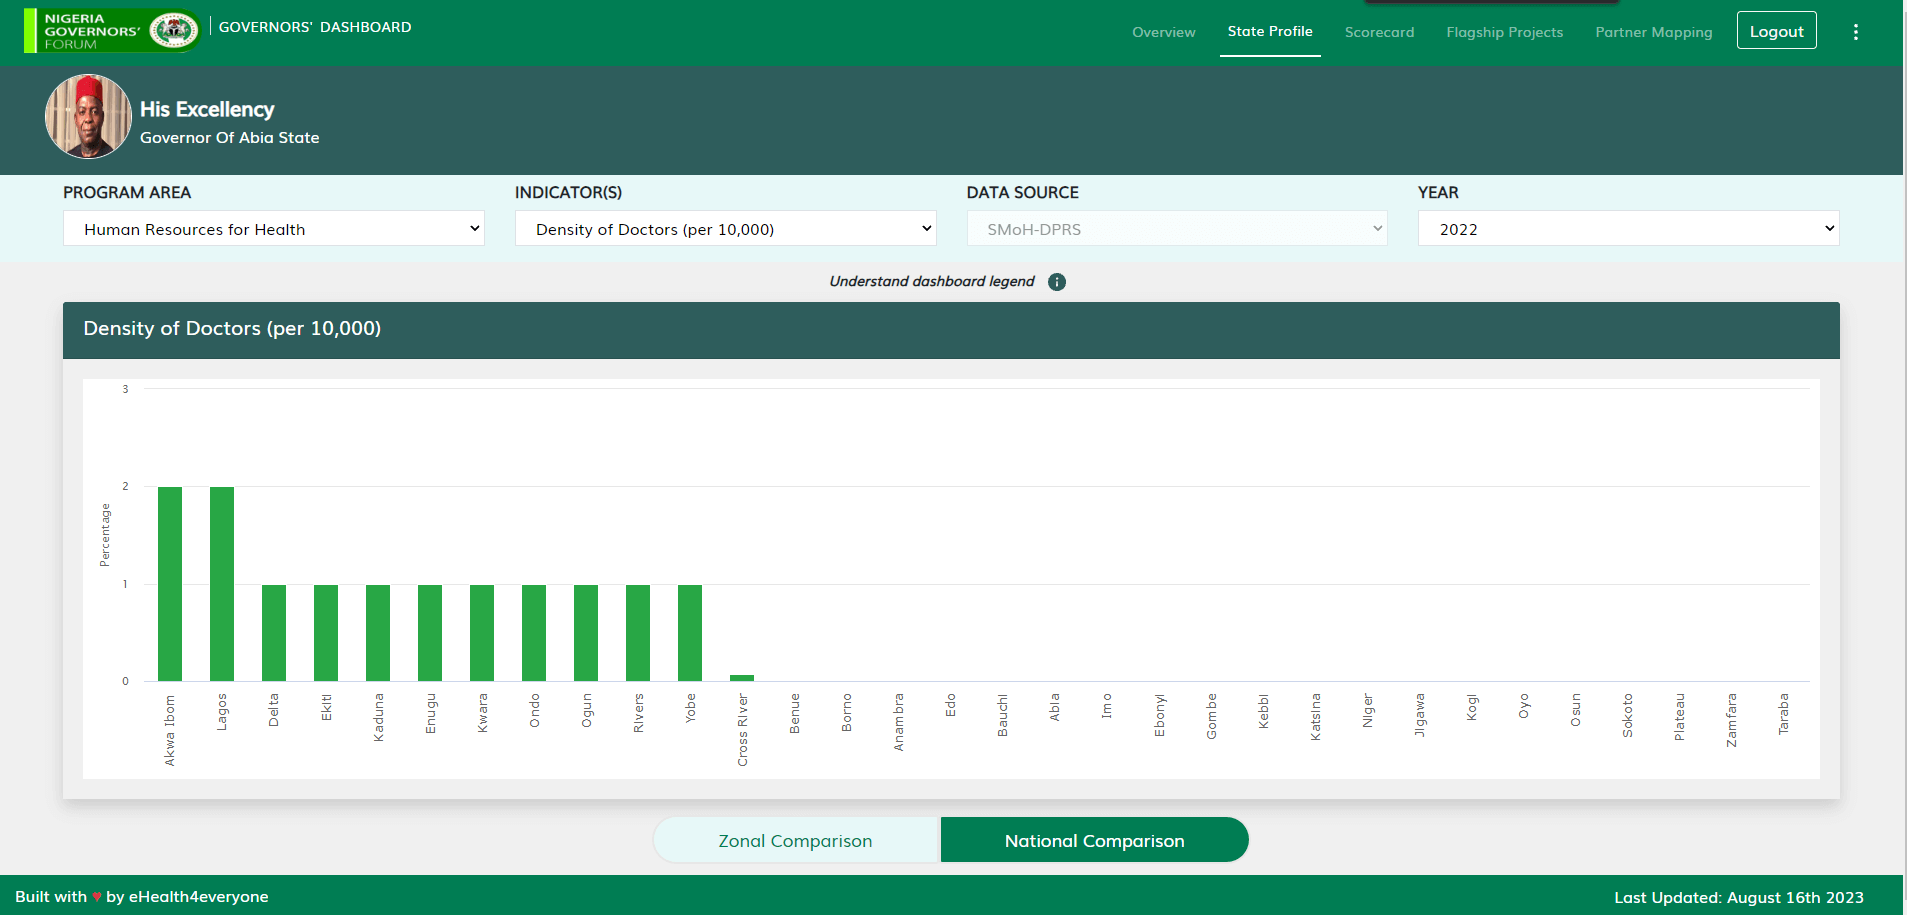 NIGERIA
GOVERNORS'
FORUM
GOVERNORS' DASHBOARD
Overview
State Profile
Scorecard
Flagship Projects
Partner Mapping
Logout
His Excellency
Governor Of Abia State
PROGRAM AREA
INDICATOR(S)
DATA SOURCE
YEAR
Human Resources for Health
Density of Doctors (per 10,000)
SMoH-DPRS
2022
Understand dashboard legend
i
Density of Doctors (per 10,000)
Percentage
3
2
1
0
Akwa Ibom
Lagos
Delta
Ekiti
Kaduna
Enugu
Kwara
Ondo
Ogun
Rivers
Yobe
Cross River
Benue
Borno
Anambra
Edo
Bauchi
Abia
Imo
Ebonyi
Gombe
Kebbi
Katsina
Niger
Jigawa
Kogi
Oyo
Osun
Sokoto
Plateau
Zamfara
Taraba
Zonal Comparison
National Comparison
Built with ♥ by eHealth4everyone
Last Updated: August 16th 2023